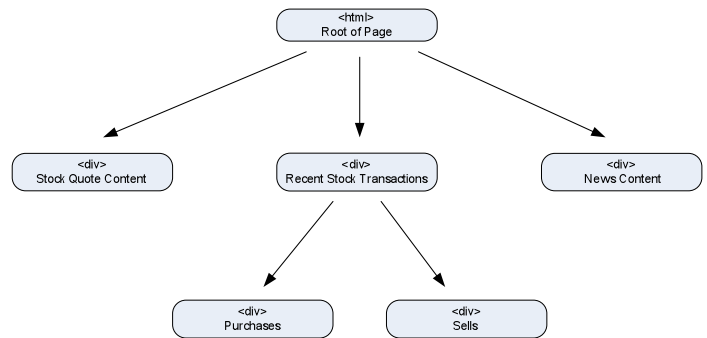 <html>
Root of Page
<div>
Stock Quote Content
<div>
Recent Stock Transactions
<div>
News Content
<div>
Purchases
<div>
Sells